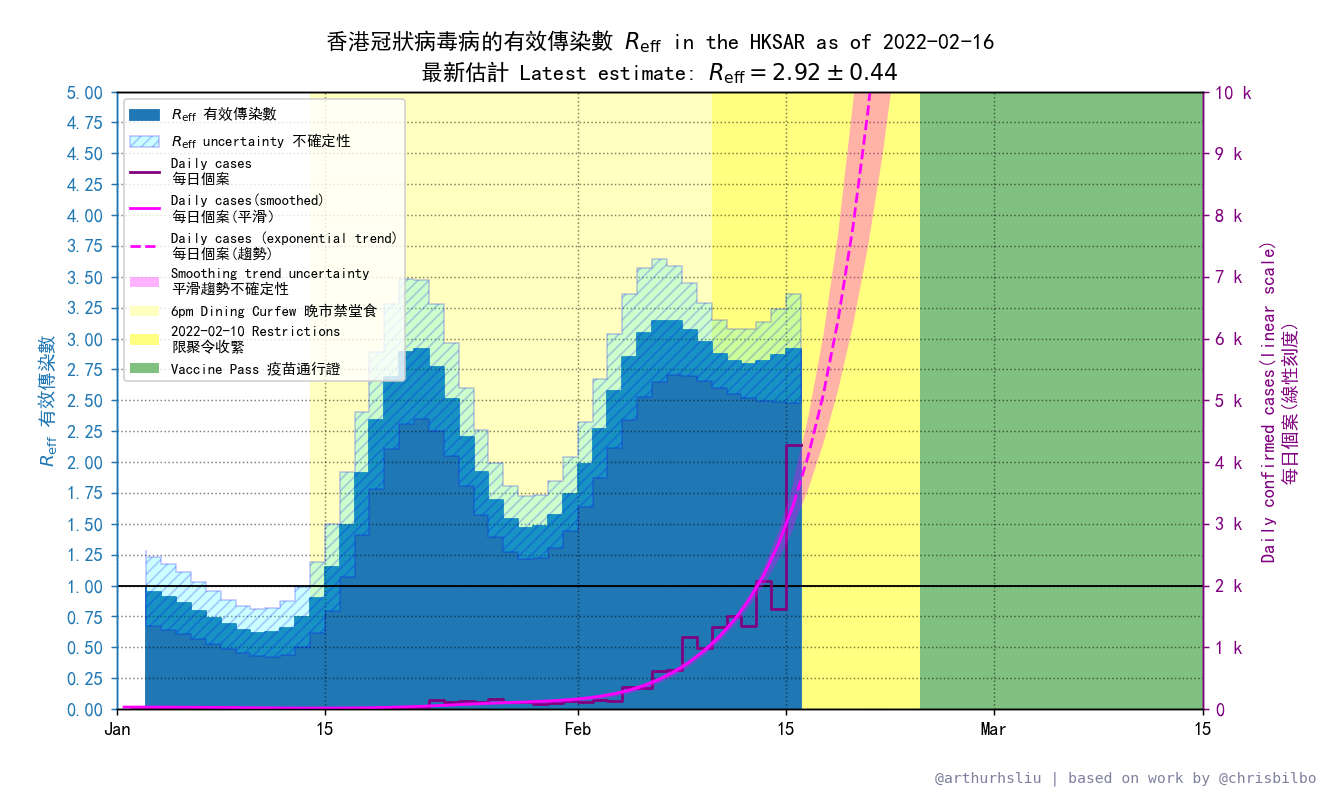 香港冠狀病毒病的有效傳染數 Reff in the HKSAR as of 2022-02-16
最新估計 Latest estimate: Reff = 2.92 ± 0.44
Reff 有效傳染數
Reff uncertainty 不確定性
Daily cases
每日個案
Daily cases(smoothed)
每日個案(平滑)
Daily cases (exponential trend)
每日個案(趨勢)
Smoothing trend uncertainty
平滑趨勢不確定性
6pm Dining Curfew 晚市禁堂食
2022-02-10 Restrictions
限聚令收緊
Vaccine Pass 疫苗通行證
Reff 有效傳染數
5.00
4.75
4.50
4.25
4.00
3.75
3.50
3.25
3.00
2.75
2.50
2.25
2.00
1.75
1.50
1.25
1.00
0.75
0.50
0.25
0.00
Jan
15
Feb
15
Mar
15
10 k
9 k
8 k
7 k
6 k
5 k
4 k
3 k
2 k
1 k
0
Daily confirmed cases(linear scale)
每日個案(線性刻度)
@arthurhsliu | based on work by @chrisbilbo